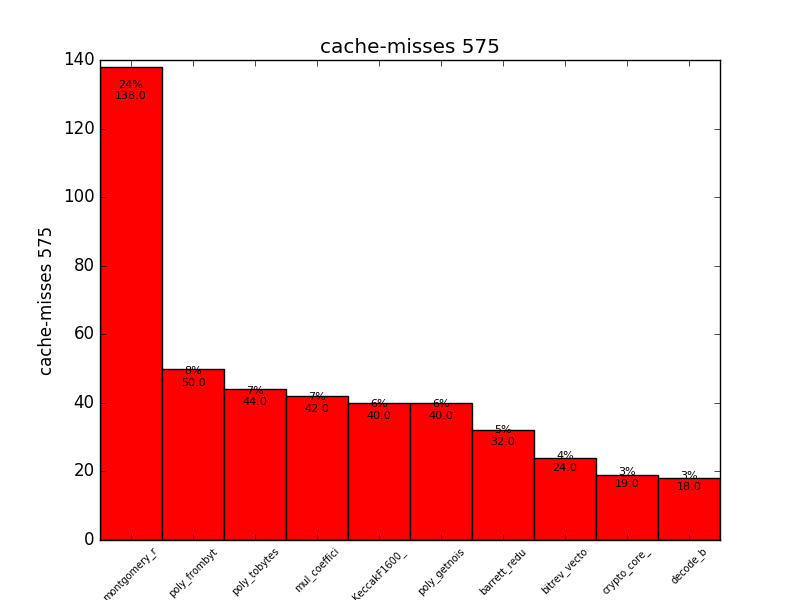 cache-misses 575
cache-misses 575
140
120
100
80
60
40
20
0
24%
138.0
8%
50.0
7%
44.0
7%
42.0
6%
40.0
6%
40.0
5%
32.0
4%
24.0
3%
19.0
3%
18.0
montgomery_r
poly_frombyt
poly_tobytes
mul_coeffici
KeccakF1600_
poly_getnois
barrett_redu
bitrev_vecto
crypto_core_
decode_b